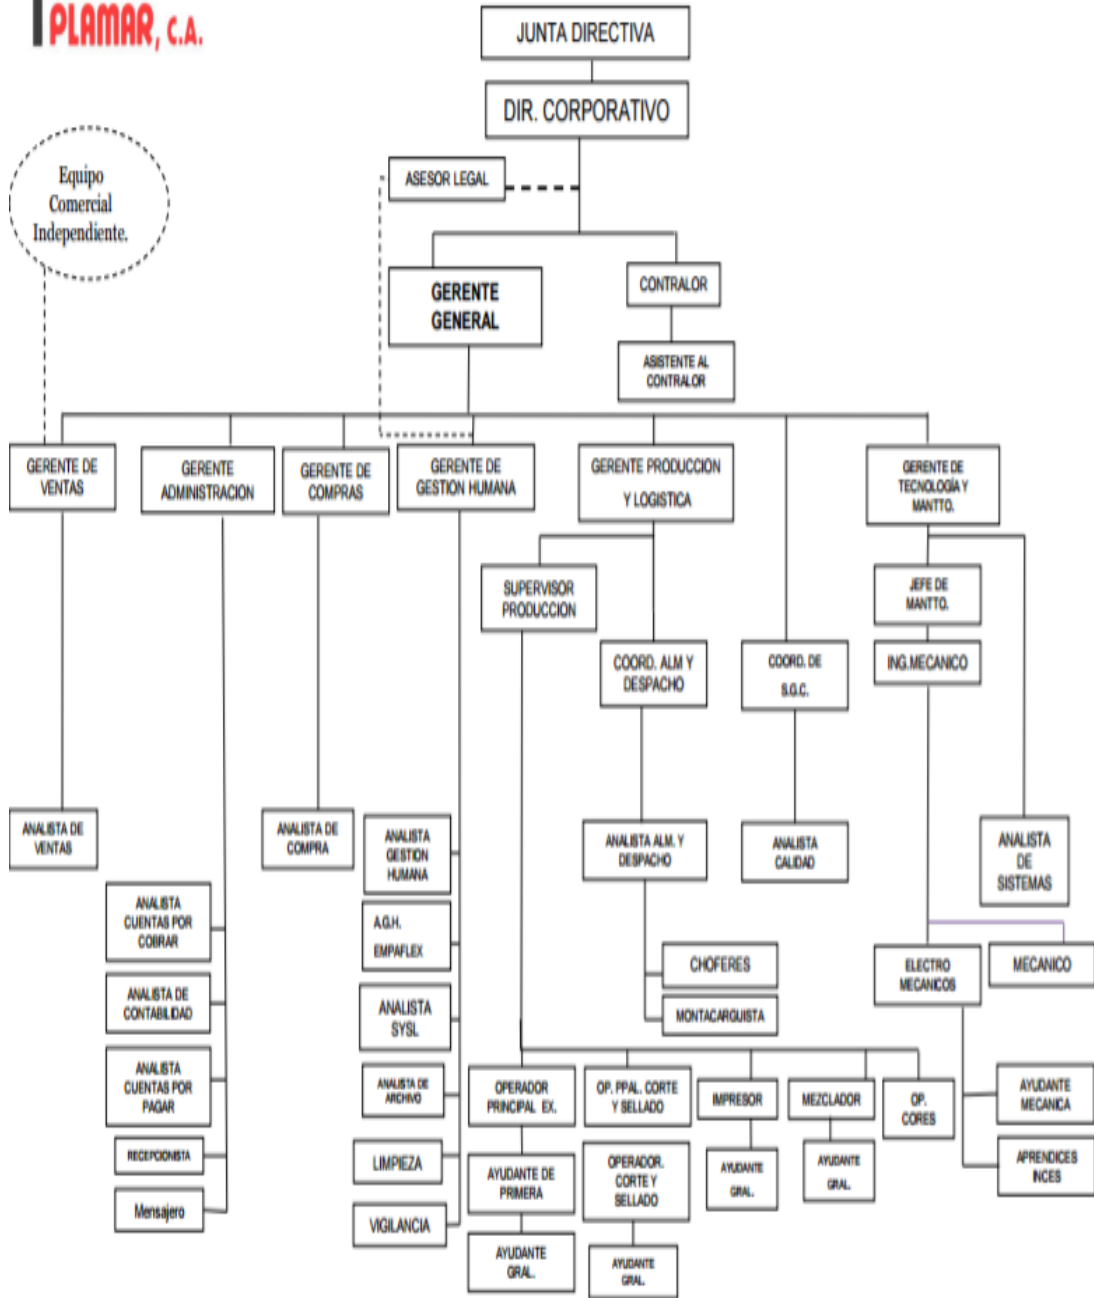 PLAMAR, C.A.
JUNTA DIRECTIVA
DIR. CORPORATIVO
Equipo
Comercial
Independiente.
ASESOR LEGAL
GERENTE
GENERAL
CONTRALOR
ASISTENTE AL
CONTRALOR
GERENTE DE
VENTAS
GERENTE
ADMINISTRACION
GERENTE DE
COMPRAS
GERENTE DE
GESTION HUMANA
GERENTE PRODUCCION
Y LOGISTICA
GERENTE DE
TECNOLOGÍA Y
MANTTO.
SUPERVISOR
PRODUCCION
JEFE DE
MANTTO.
COORD. ALM Y
DESPACHO
COORD. DE
S.G.C.
ING.MECANICO
ANALISTA DE
VENTAS
ANALISTA DE
COMPRA
ANALISTA
GESTION
HUMANA
ANALISTA ALM. Y
DESPACHO
ANALISTA
CALIDAD
ANALISTA
DE
SISTEMAS
ANALISTA
CUENTAS POR
COBRAR
A.G.H.
EMPAFLEX
CHOFERES
ELECTRO
MECANICOS
MECANICO
ANALISTA DE
CONTABILIDAD
ANALISTA
SYSL
MONTACARGUISTA
ANALISTA
CUENTAS POR
PAGAR
ANALISTA DE
ARCHIVO
OPERADOR
PRINCIPAL EX.
OP. PPAL. CORTE
Y SELLADO
IMPRESOR
MEZCLADOR
OP.
CORES
AYUDANTE
MECANICA
RECEPCIONISTA
LIMPIEZA
AYUDANTE DE
PRIMERA
OPERADOR.
CORTE Y
SELLADO
AYUDANTE
GRAL.
AYUDANTE
GRAL.
APRENDICES
INCES
Mensajero
VIGILANCIA
AYUDANTE
GRAL.
AYUDANTE
GRAL.